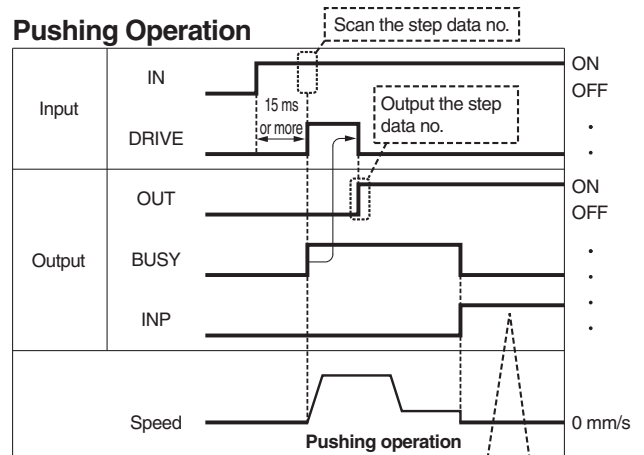 Pushing Operation
Scan the step data no.
Input
IN
ON
OFF
15 ms
or more
Output the step
data no.
DRIVE
Output
OUT
ON
OFF
BUSY
INP
Speed
0 mm/s
Pushing operation